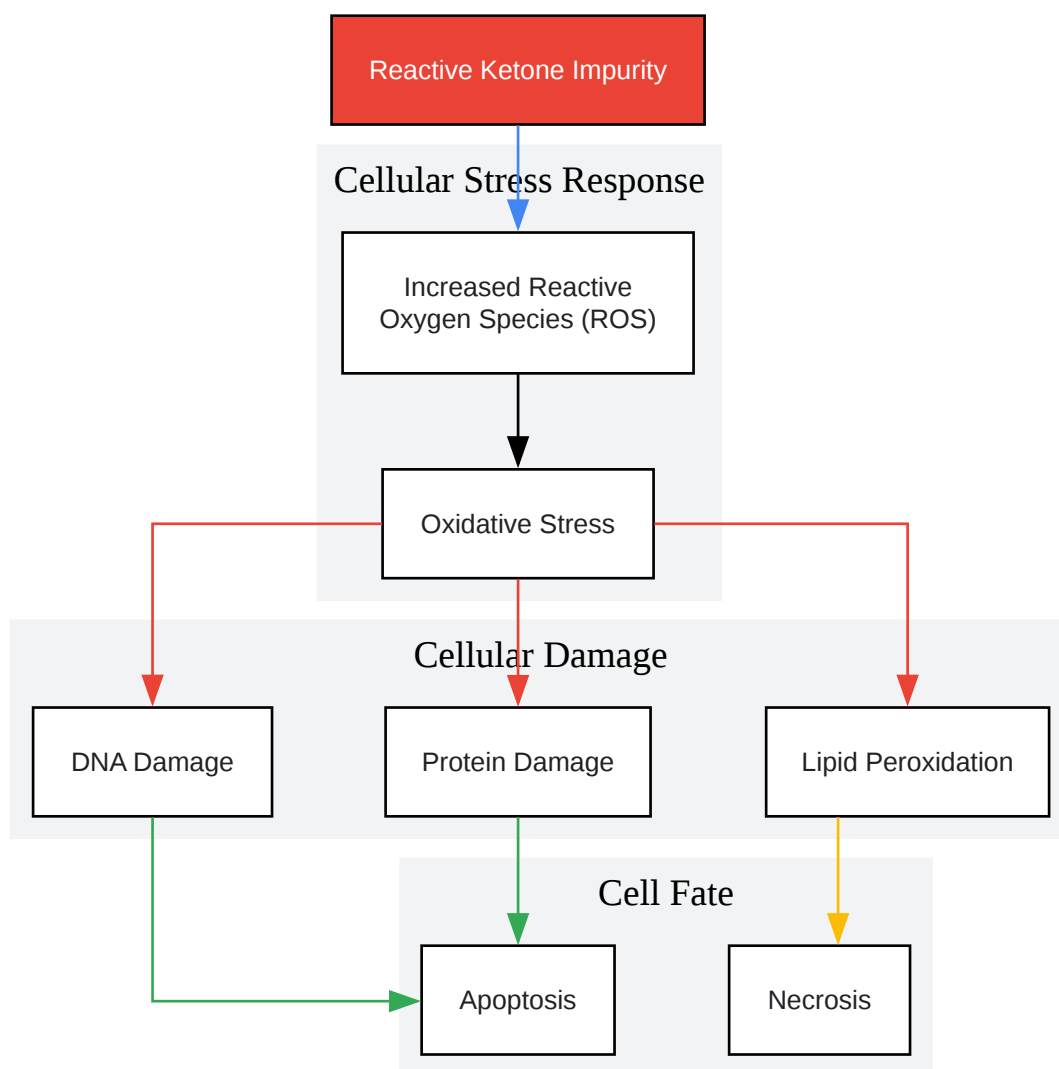 Reactive Ketone Impurity
Cellular Stress Response
Increased Reactive
Oxygen Species (ROS)
Oxidative Stress
Cellular Damage
DNA Damage
Protein Damage
Lipid Peroxidation
Cell Fate
Apoptosis
Necrosis